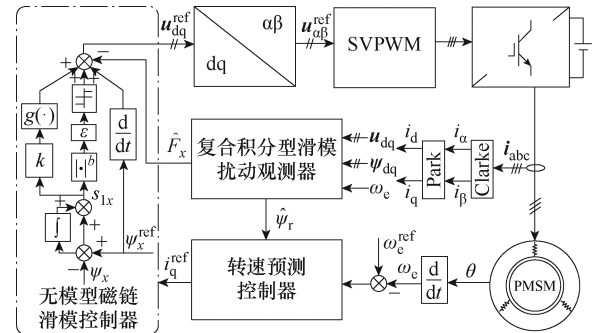 u_dq^ref
αβ
dq
u_αβ^ref
SVPWM
+
−
+
+
g(·)
ε
d/dt
k
|•|^b
F̂_x
复合积分型滑模
扰动观测器
u_dq
ψ_dq
ω_e
i_d
i_q
Park
i_α
i_β
Clarke
i_abc
s_1x
+
+
∫
+
−
ψ_x
ψ_x^ref
无模型磁链
滑模控制器
i_q^ref
ψ̂_r
转速预测
控制器
ω_e^ref
ω_e
−
d/dt
θ
PMSM